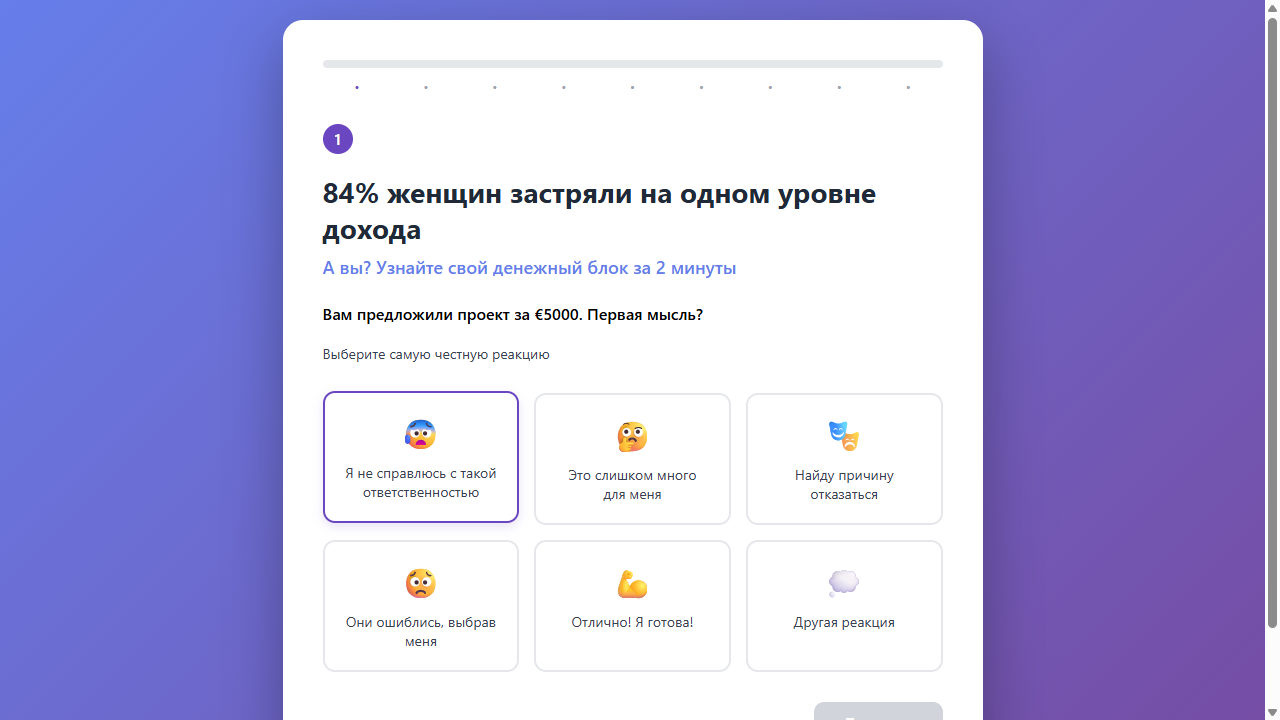 1
84% женщин застряли на одном уровне
дохода
А вы? Узнайте свой денежный блок за 2 минуты
Вам предложили проект за €5000. Первая мысль?
Выберите самую честную реакцию
Я не справлюсь с такой
ответственностью
Это слишком много
для меня
Найду причину
отказаться
Они ошиблись, выбрав
меня
Отлично! Я готова!
Другая реакция